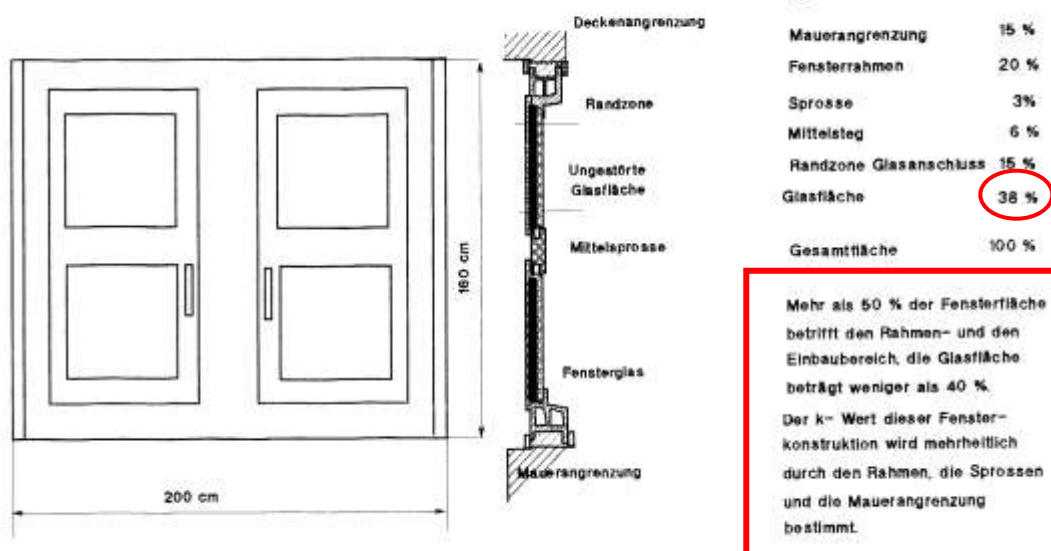 Deckenangrenzung
Randzone
Ungestörte
Glasfläche
Mittelsprosse
160 cm
Fensterglas
Mauerangrenzung
200 cm
Mauerangrenzung 15 %
Fensterrahmen 20 %
Sprosse 3%
Mittelsteg 6 %
Randzone Glasanschluss 15 %
Glasfläche 38 %
Gesamtfläche 100 %
Mehr als 50 % der Fensterfläche
betrifft den Rahmen- und den
Einbaubereich, die Glasfläche
beträgt weniger als 40 %.
Der k- Wert dieser Fenster-
konstruktion wird mehrheitlich
durch den Rahmen, die Sprossen
und die Mauerangrenzung
bestimmt.